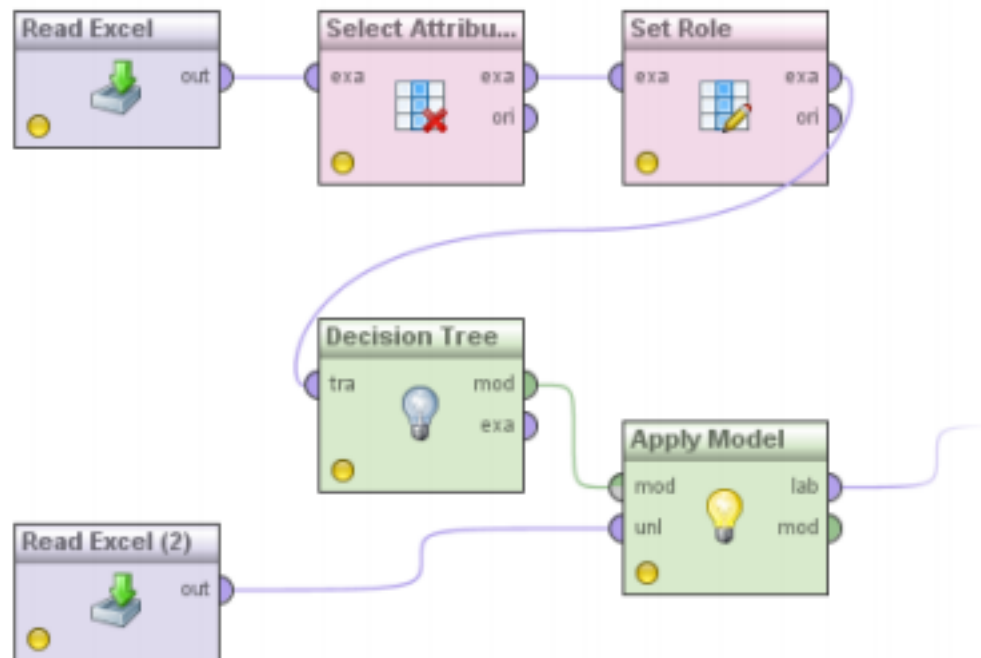 Read Excel
out
Select Attribu...
exa exa
ori
Set Role
exa exa
ori
Decision Tree
tra mod
exa
Apply Model
mod lab
unl mod
Read Excel (2)
out